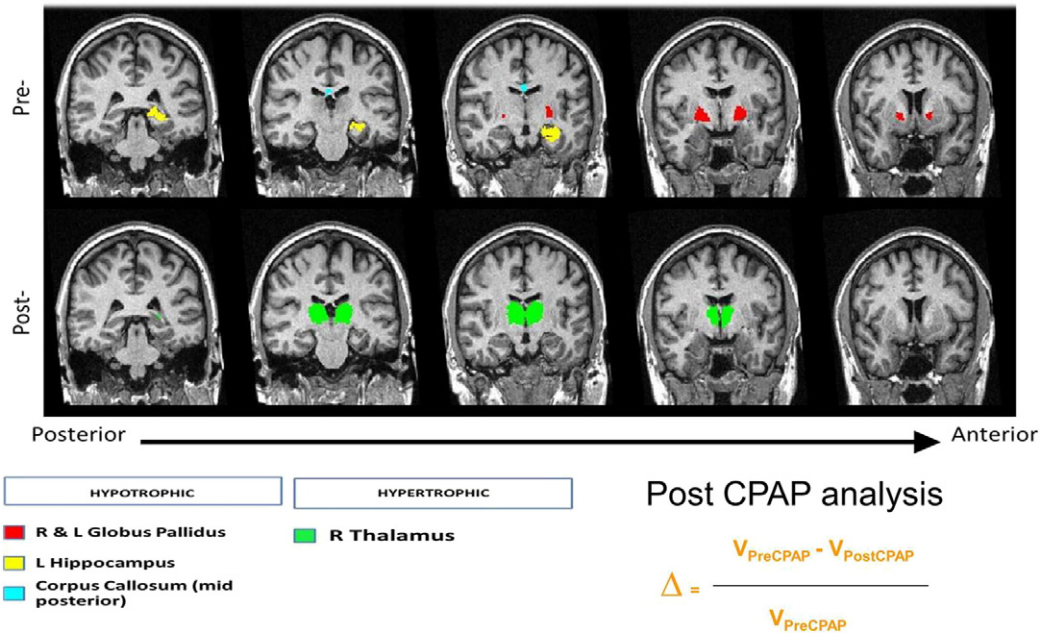 Pre-
Post-
Posterior
Anterior
HYPOTROPHIC
HYPERTROPHIC
R & L Globus Pallidus
L Hippocampus
Corpus Callosum (mid
posterior)
R Thalamus
Post CPAP analysis
Δ = 
V_PreCPAP - V_PostCPAP
V_PreCPAP